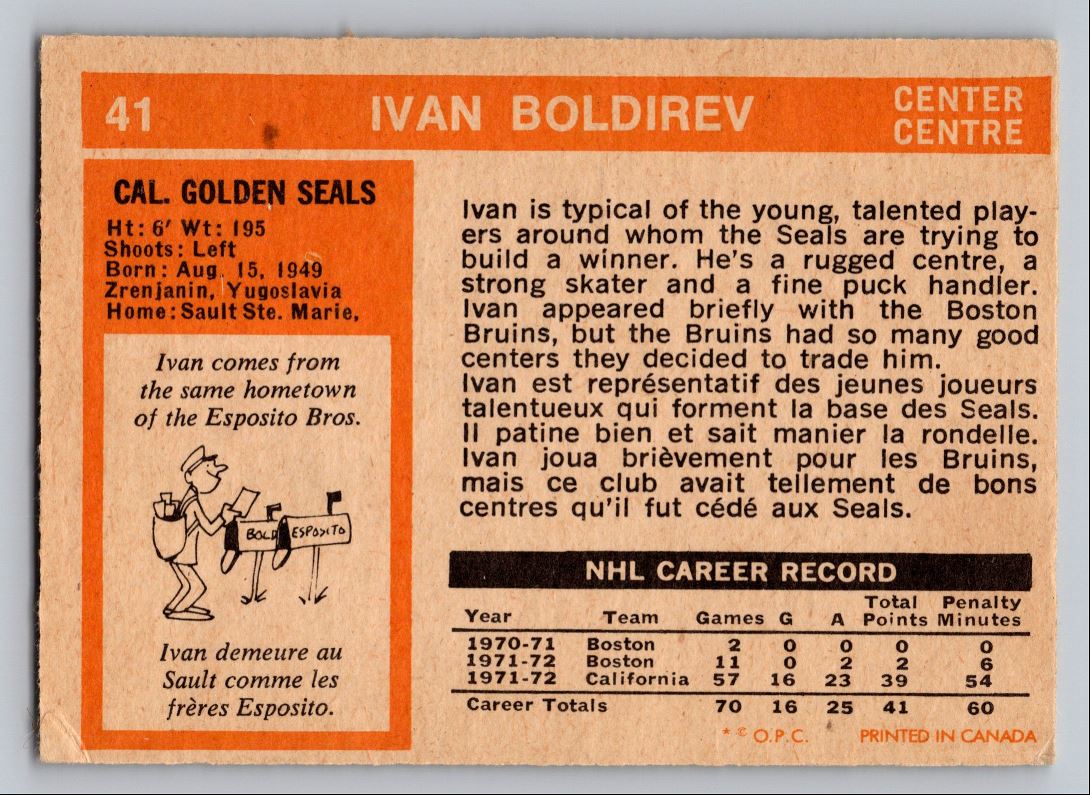 41 IVAN BOLDIREV CENTER
CENTRE
CAL. GOLDEN SEALS
Ht: 6' Wt: 195
Shoots: Left
Born: Aug. 15, 1949
Zrenjanin, Yugoslavia
Home: Sault Ste. Marie,
Ivan comes from
the same hometown
of the Esposito Bros.
BOLD ESPOSITO
Ivan demeure au
Sault comme les
frères Esposito.
Ivan is typical of the young, talented play-
ers around whom the Seals are trying to
build a winner. He's a rugged centre, a
strong skater and a fine puck handler.
Ivan appeared briefly with the Boston
Bruins, but the Bruins had so many good
centers they decided to trade him.
Ivan est représentatif des jeunes joueurs
talentueux qui forment la base des Seals.
Il patine bien et sait manier la rondelle.
Ivan joua brièvement pour les Bruins,
mais ce club avait tellement de bons
centres qu'il fut cédé aux Seals.
NHL CAREER RECORD
Year Team Games G A Total Points Penalty Minutes
1970-71 Boston 2 0 0 0 0
1971-72 Boston 11 0 2 2 6
1971-72 California 57 16 23 39 54
Career Totals 70 16 25 41 60
* © O.P.C. PRINTED IN CANADA